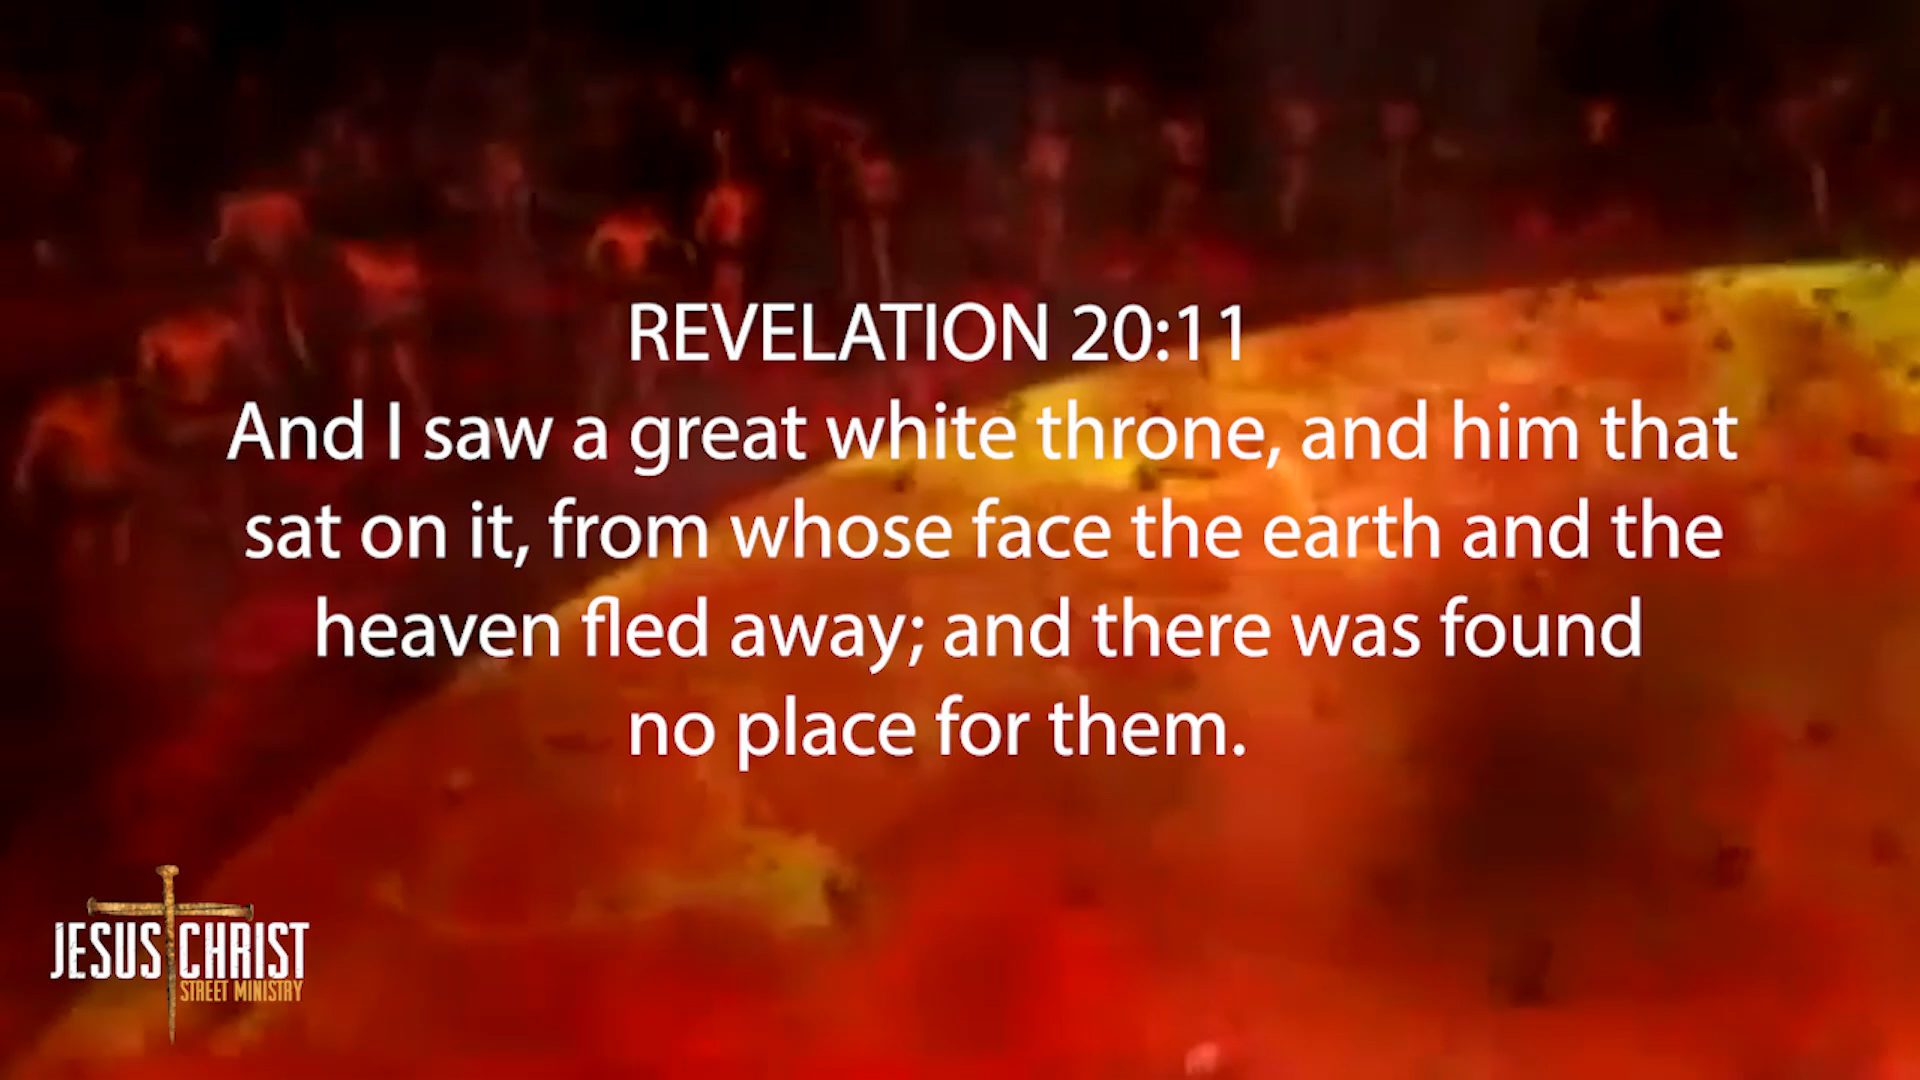 REVELATION 20:11
And I saw a great white throne, and him that
sat on it, from whose face the earth and the
heaven fled away; and there was found
no place for them.
JESUS CHRIST
STREET MINISTRY